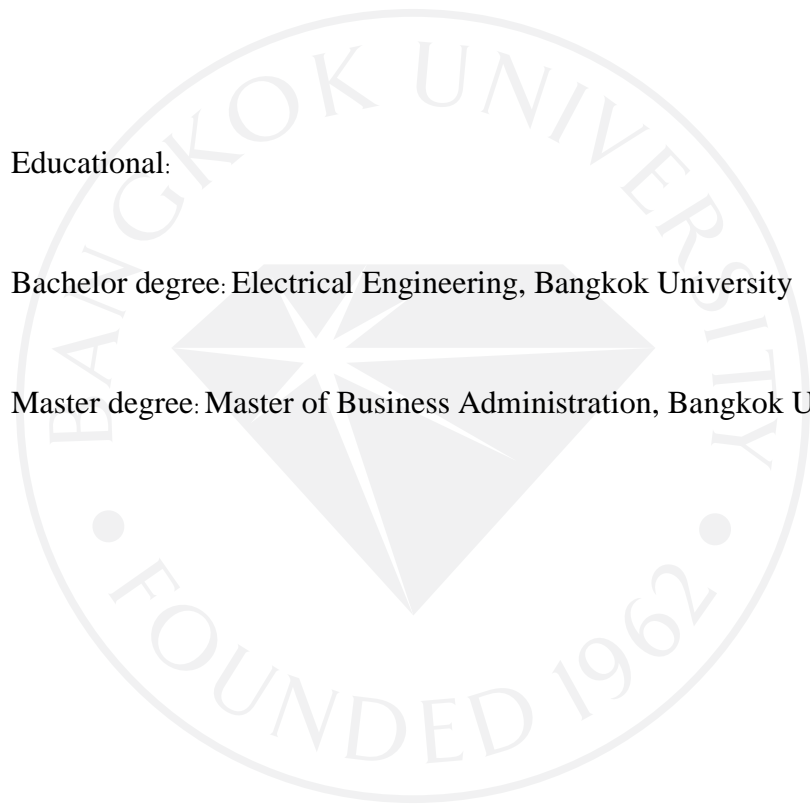 BANGKOK UNIVERSITY
Educational:
Bachelor degree: Electrical Engineering, Bangkok University
Master degree: Master of Business Administration, Bangkok U
FOUNDED 1962